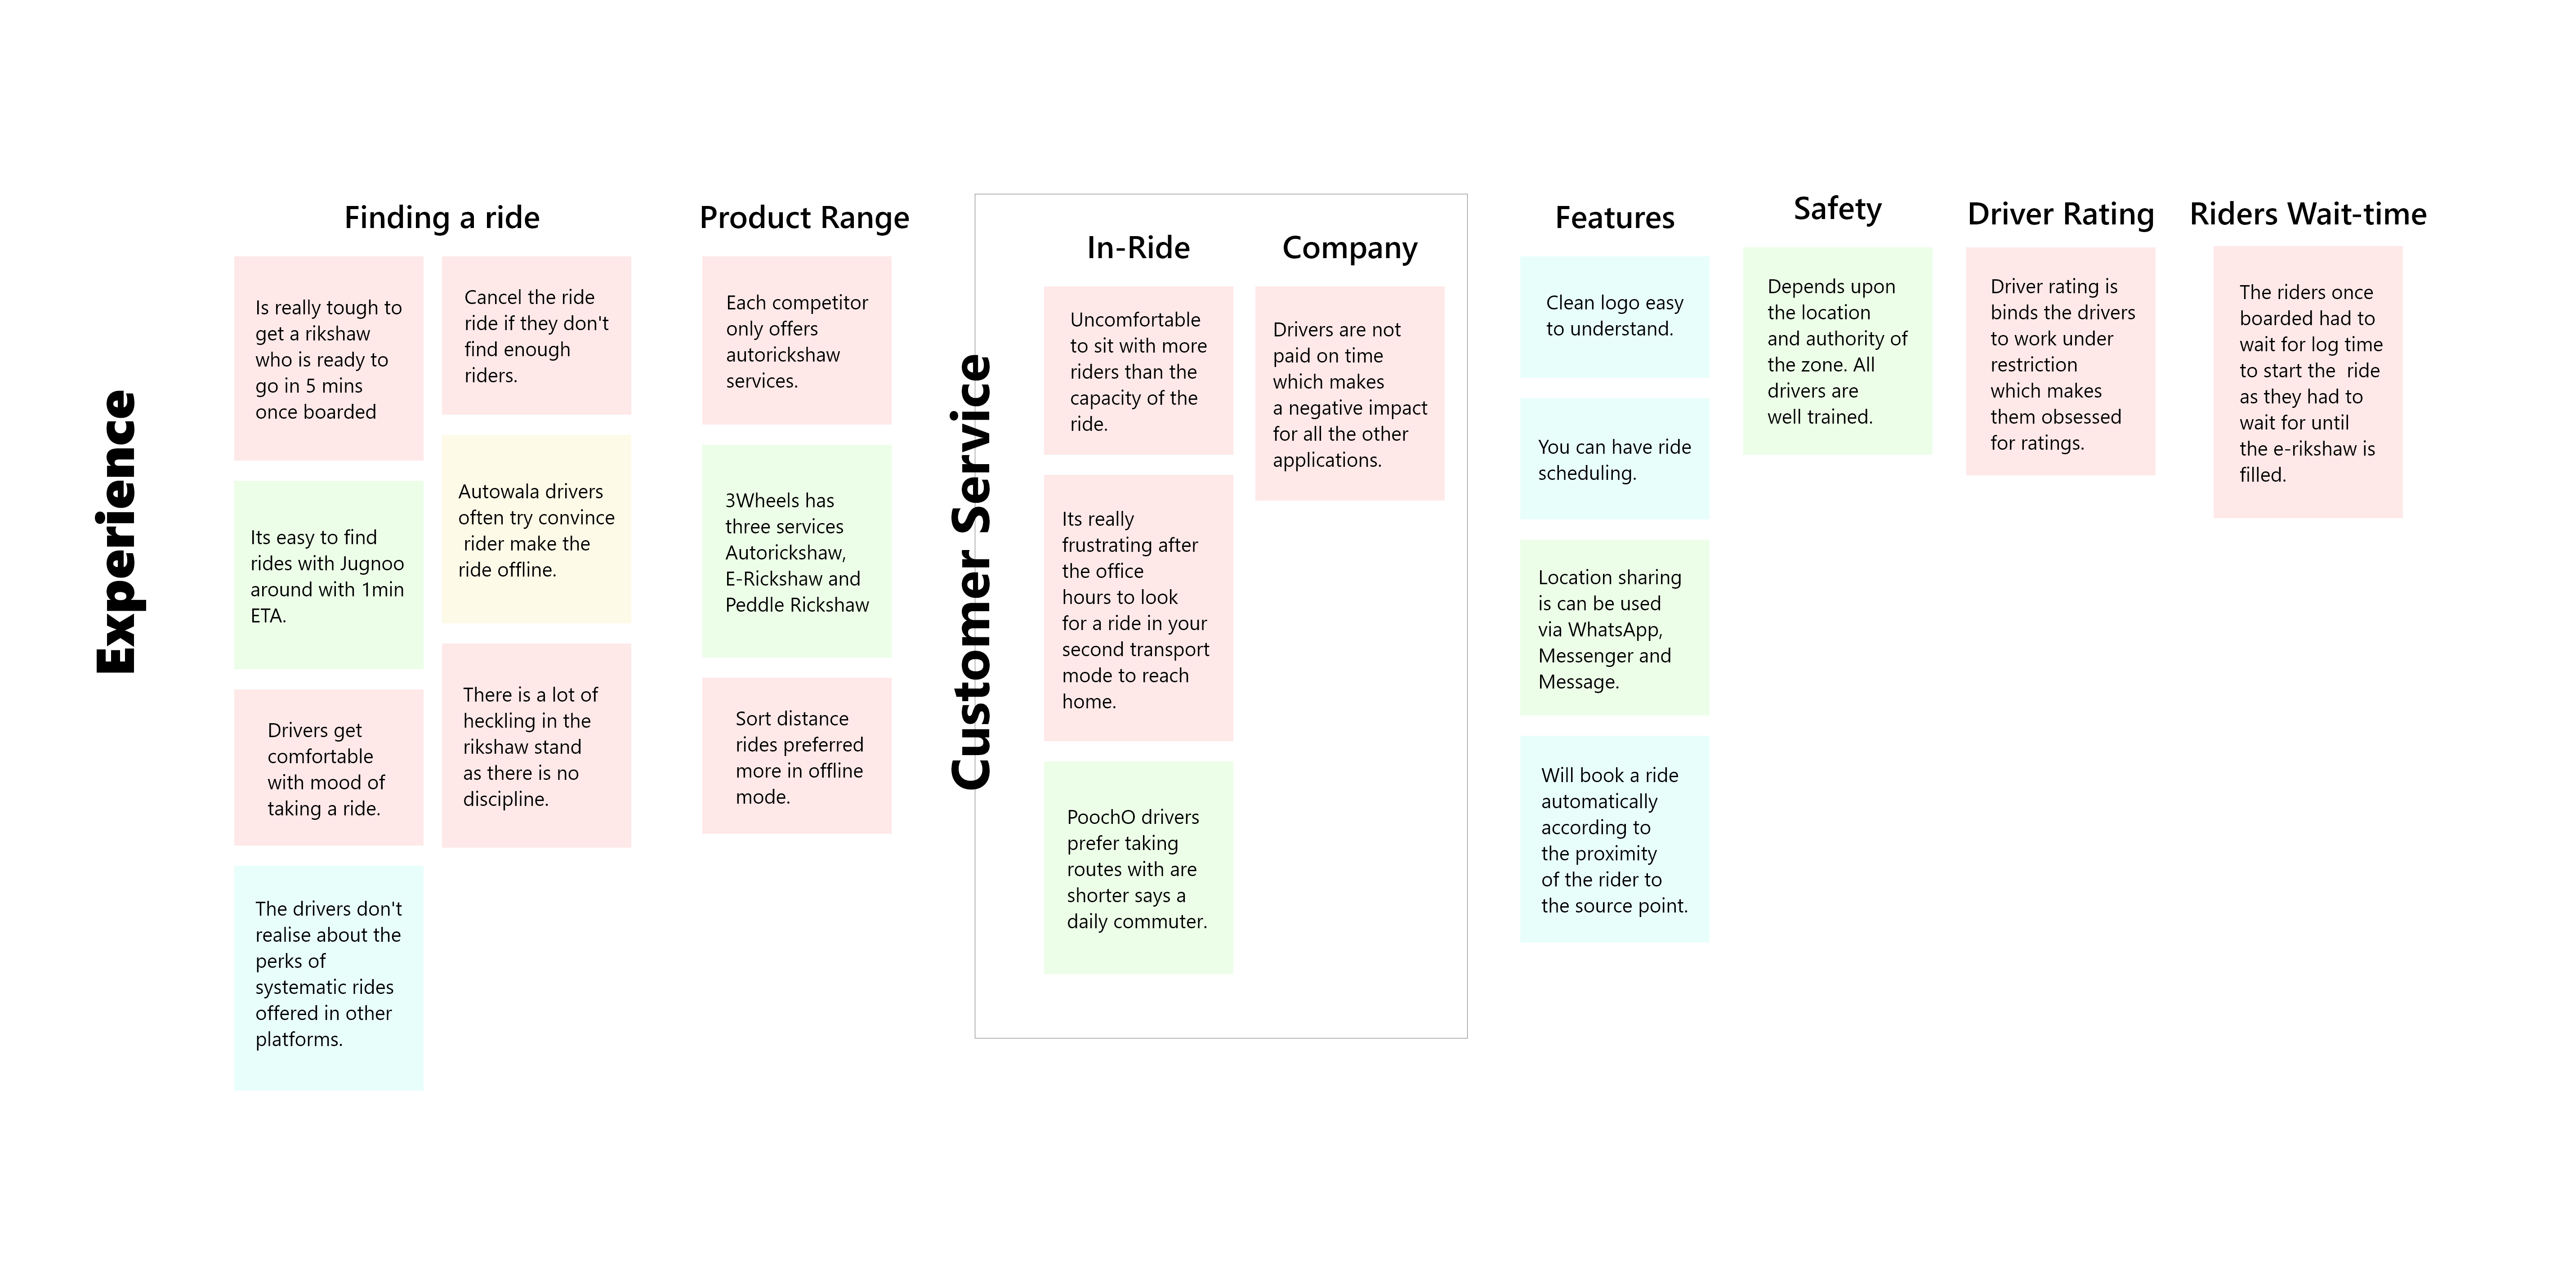 Experience
Finding a ride
Is really tough to
get a rikshaw
who is ready to
go in 5 mins
once boarded
Its easy to find
rides with Jugnoo
around with 1min
ETA.
Drivers get
comfortable
with mood of
taking a ride.
The drivers don't
realise about the
perks of
systematic rides
offered in other
platforms.
Cancel the ride
ride if they don't
find enough
riders.
Autowala drivers
often try convince
rider make the
ride offline.
There is a lot of
heckling in the
rikshaw stand
as there is no
discipline.
Product Range
Each competitor
only offers
autorickshaw
services.
3Wheels has
three services
Autorickshaw,
E-Rickshaw and
Peddle Rickshaw
Sort distance
rides preferred
more in offline
mode.
Customer Service
In-Ride
Uncomfortable
to sit with more
riders than the
capacity of the
ride.
Its really
frustrating after
the office
hours to look
for a ride in your
second transport
mode to reach
home.
PoochO drivers
prefer taking
routes with are
shorter says a
daily commuter.
Company
Drivers are not
paid on time
which makes
a negative impact
for all the other
applications.
Features
Clean logo easy
to understand.
You can have ride
scheduling.
Location sharing
is can be used
via WhatsApp,
Messenger and
Message.
Will book a ride
automatically
according to
the proximity
of the rider to
the source point.
Safety
Depends upon
the location
and authority of
the zone. All
drivers are
well trained.
Driver Rating
Driver rating is
binds the drivers
to work under
restriction
which makes
them obsessed
for ratings.
Riders Wait-time
The riders once
boarded had to
wait for log time
to start the  ride
as they had to
wait for until
the e-rikshaw is
filled.